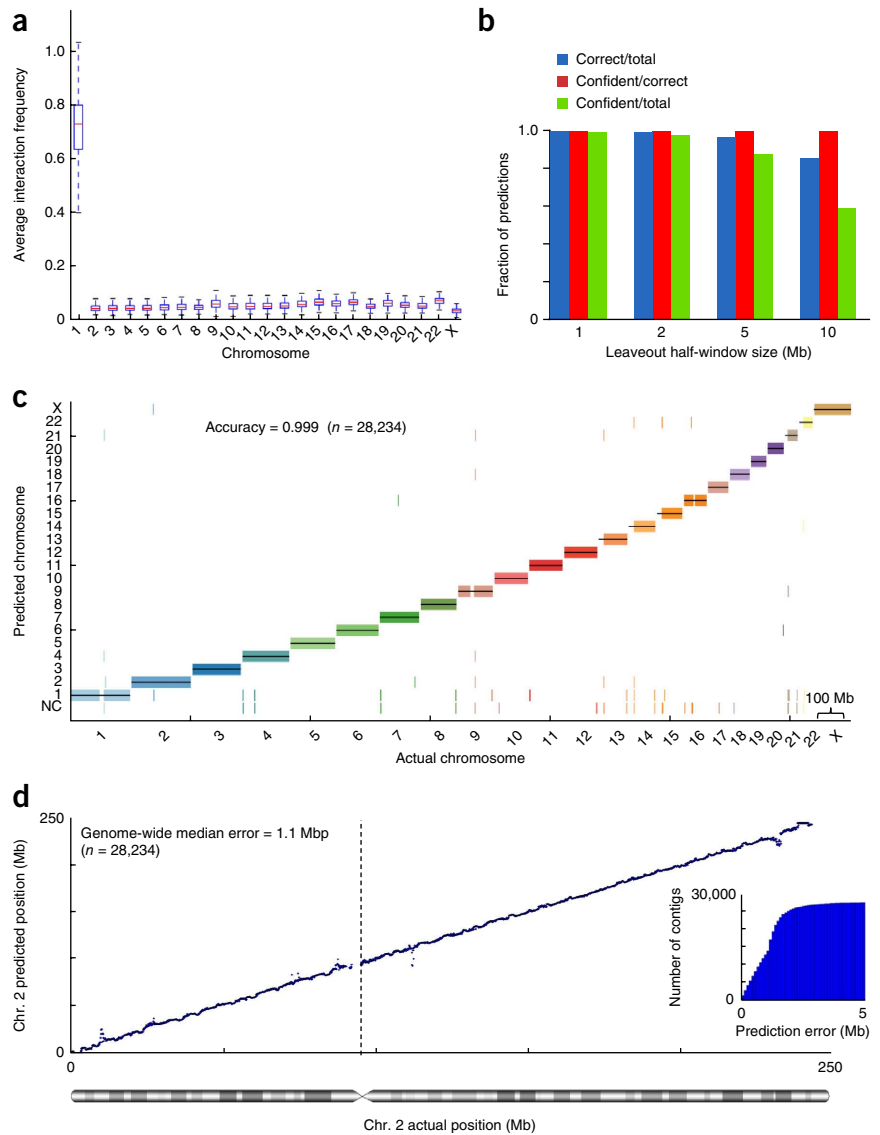 a
Average interaction frequency
1.0
0.8
0.6
0.4
0.2
0
1 2 3 4 5 6 7 8 9 10 11 12 13 14 15 16 17 18 19 20 21 22 X
Chromosome
b
Correct/total
Confident/correct
Confident/total
Fraction of predictions
1.0
0
1 2 5 10
Leaveout half-window size (Mb)
c
Predicted chromosome
X
22
21
20
19
18
17
16
15
14
13
12
11
10
9
8
7
6
5
4
3
2
1
NC
Accuracy = 0.999 (n = 28,234)
100 Mb
1 2 3 4 5 6 7 8 9 10 11 12 13 14 15 16 17 18 19 20 21 22 X
Actual chromosome
d
Chr. 2 predicted position (Mb)
250
0
Genome-wide median error = 1.1 Mbp
(n = 28,234)
Number of contigs
30,000
0
0 5
Prediction error (Mb)
0 250
Chr. 2 actual position (Mb)